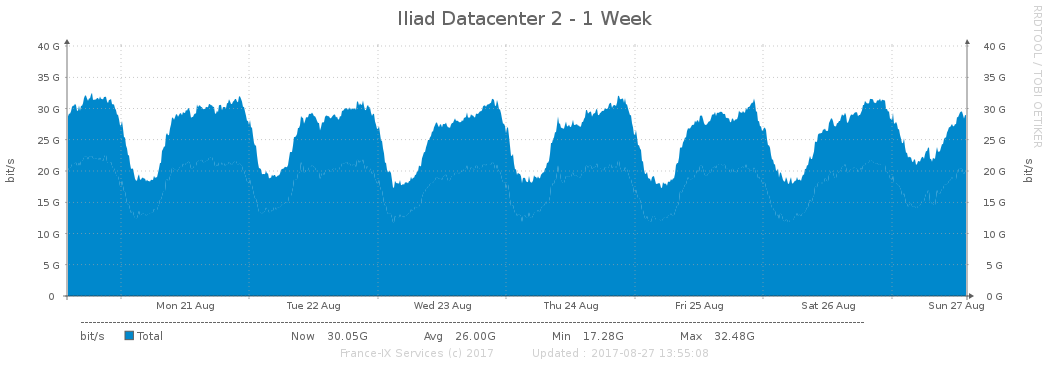 Iliad Datacenter 2 - 1 Week
RRDTOOL / TOBI OETIKER
bit/s
40 G
35 G
30 G
25 G
20 G
15 G
10 G
5 G
0
40 G
35 G
30 G
25 G
20 G
15 G
10 G
5 G
0 G
bit/s
Mon 21 Aug Tue 22 Aug Wed 23 Aug Thu 24 Aug Fri 25 Aug Sat 26 Aug Sun 27 Aug
bit/s Total Now 30.05G Avg 26.00G Min 17.28G Max 32.48G
France-IX Services (c) 2017 Updated : 2017-08-27 13:55:08